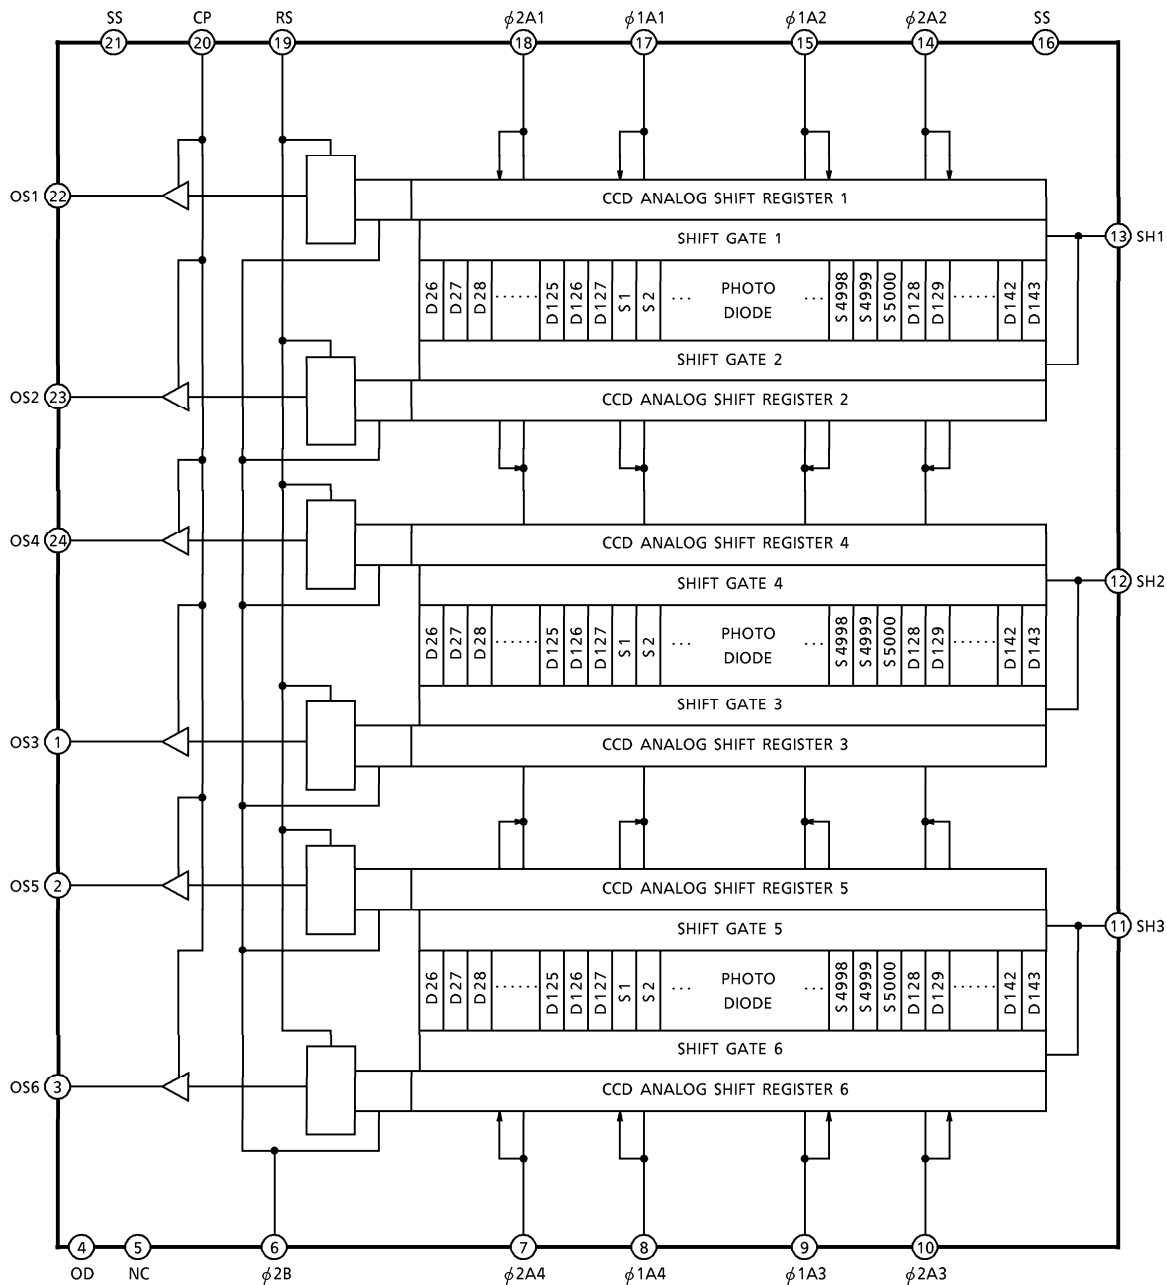 SS CP RS ϕ2A1 ϕ1A1 ϕ1A2 ϕ2A2 SS
21 20 19 18 17 15 14 16
OS1 22 CCD ANALOG SHIFT REGISTER 1
SHIFT GATE 1 13 SH1
D26 D27 D28 ······ D125 D126 D127 S1 S2 ··· PHOTO DIODE ··· S4998 S4999 S5000 D128 D129 ······ D142 D143
SHIFT GATE 2
OS2 23 CCD ANALOG SHIFT REGISTER 2
OS4 24 CCD ANALOG SHIFT REGISTER 4
SHIFT GATE 4 12 SH2
D26 D27 D28 ······ D125 D126 D127 S1 S2 ··· PHOTO DIODE ··· S4998 S4999 S5000 D128 D129 ······ D142 D143
SHIFT GATE 3
OS3 1 CCD ANALOG SHIFT REGISTER 3
OS5 2 CCD ANALOG SHIFT REGISTER 5
SHIFT GATE 5 11 SH3
D26 D27 D28 ······ D125 D126 D127 S1 S2 ··· PHOTO DIODE ··· S4998 S4999 S5000 D128 D129 ······ D142 D143
SHIFT GATE 6
OS6 3 CCD ANALOG SHIFT REGISTER 6
4 5 6 7 8 9 10
OD NC ϕ2B ϕ2A4 ϕ1A4 ϕ1A3 ϕ2A3